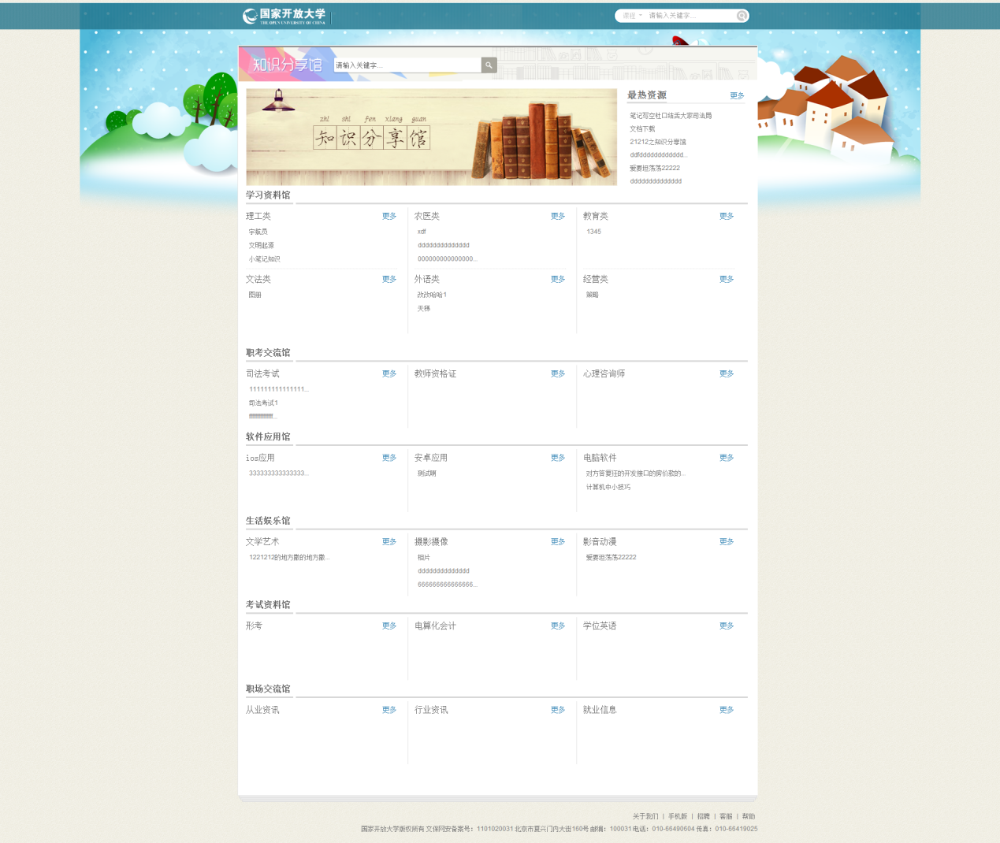 国家开放大学
THE OPEN UNIVERSITY OF CHINA
课程 请输入关键字...
知识分享馆 请输入关键字...
zhi shi fen xiang guan
知识分享馆
最热资源 更多
笔记写空杜口结舌大家司法局
文档下载
21212之知识分享馆
ddfdddddddddddd...
爱要坦荡荡22222
dddddddddddddd
学习资料馆
理工类 更多 农医类 更多 教育类 更多
宇航员 xdf 1345
文明起源 dddddddddddddd
小笔记知识 000000000000000...
文法类 更多 外语类 更多 经营类 更多
图册 改改哈哈1 策略
天梯
职考交流馆
司法考试 更多 教师资格证 更多 心理咨询师 更多
111111111111111...
司法考试1
软件应用馆
ios应用 更多 安卓应用 更多 电脑软件 更多
333333333333333... 测试啊 对方答复狂的开发接口的房价款的...
计算机中小技巧
生活娱乐馆
文学艺术 更多 摄影摄像 更多 影音动漫 更多
1221212的地方撒的地方撒... 相片 爱要坦荡荡22222
dddddddddddddd
666666666666666...
考试资料馆
形考 更多 电算化会计 更多 学位英语 更多
职场交流馆
从业资讯 更多 行业资讯 更多 就业信息 更多
关于我们 | 手机版 | 招聘 | 客服 | 帮助
国家开放大学版权所有 文保网安备案号：1101020031 北京市复兴门内大街160号 邮编：100031 电话：010-66490604 传真：010-66419025